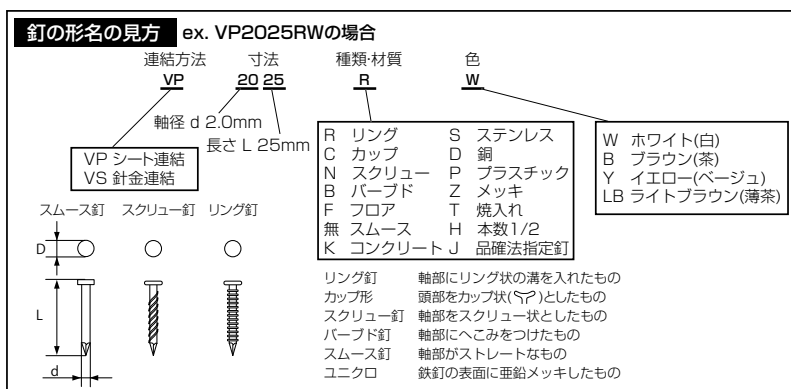 釘の形名の見方 ex. VP2025RWの場合
連結方法 寸法 種類・材質 色
VP 20 25 R W
軸径 d 2.0mm
長さ L 25mm
VP シート連結
VS 針金連結
R リング S ステンレス
C カップ D 銅
N スクリュー P プラスチック
B バーブド Z メッキ
F フロア T 焼入れ
無 スムース H 本数1/2
K コンクリート J 品確法指定釘
W ホワイト(白)
B ブラウン(茶)
Y イエロー(ベージュ)
LB ライトブラウン(薄茶)
スムース釘 スクリュー釘 リング釘
D
L
d
リング釘 軸部にリング状の溝を入れたもの
カップ形 頭部をカップ状()としたもの
スクリュー釘 軸部をスクリュー状としたもの
バーブド釘 軸部にへこみをつけたもの
スムース釘 軸部がストレートなもの
ユニクロ 鉄釘の表面に亜鉛メッキしたもの